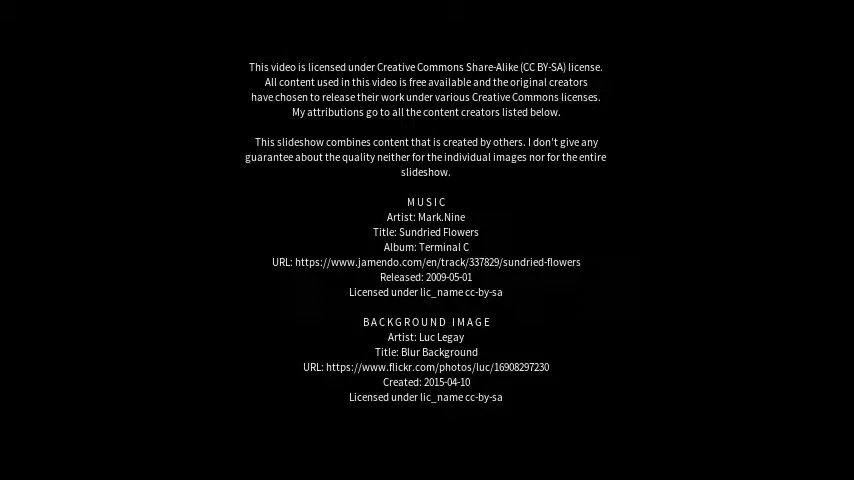 This video is licensed under Creative Commons Share-Alike (CC BY-SA) license.
All content used in this video is free available and the original creators
have chosen to release their work under various Creative Commons licenses.
My attributions go to all the content creators listed below.
This slideshow combines content that is created by others. I don't give any
guarantee about the quality neither for the individual images nor for the entire
slideshow.
MUSIC
Artist: Mark.Nine
Title: Sundried Flowers
Album: Terminal C
URL: https://www.jamendo.com/en/track/337829/sundried-flowers
Released: 2009-05-01
Licensed under lic_name cc-by-sa
BACKGROUND IMAGE
Artist: Luc Legay
Title: Blur Background
URL: https://www.flickr.com/photos/luc/16908297230
Created: 2015-04-10
Licensed under lic_name cc-by-sa